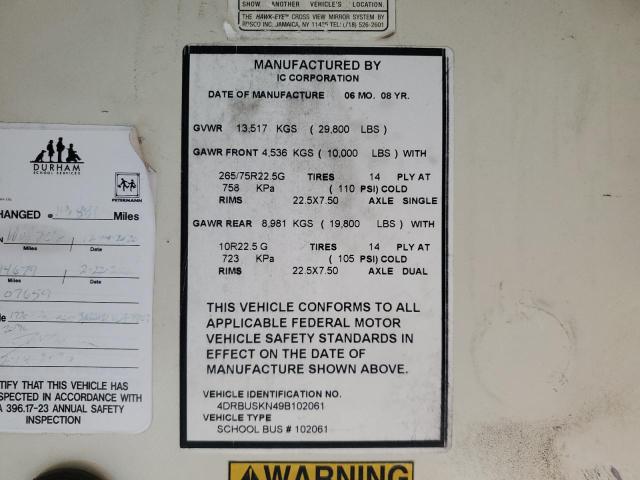 SHOW ANOTHER VEHICLE'S LOCATION.
THE HAWK-EYE™ CROSS VIEW MIRROR SYSTEM BY
ROSCO INC. JAMAICA, NY 11435 TEL: (718) 526-2601
MANUFACTURED BY
IC CORPORATION
DATE OF MANUFACTURE 06 MO. 08 YR.
GVWR 13,517 KGS ( 29,800 LBS )
GAWR FRONT 4,536 KGS ( 10,000 LBS ) WITH
265/75R22.5G TIRES 14 PLY AT
758 KPa ( 110 PSI) COLD
RIMS 22.5X7.50 AXLE SINGLE
GAWR REAR 8,981 KGS ( 19,800 LBS ) WITH
10R22.5 G TIRES 14 PLY AT
723 KPa ( 105 PSI) COLD
RIMS 22.5X7.50 AXLE DUAL
THIS VEHICLE CONFORMS TO ALL
APPLICABLE FEDERAL MOTOR
VEHICLE SAFETY STANDARDS IN
EFFECT ON THE DATE OF
MANUFACTURE SHOWN ABOVE.
VEHICLE IDENTIFICATION NO.
4DRBUSKN49B102061
VEHICLE TYPE
SCHOOL BUS # 102061
DURHAM
SCHOOL SERVICES
PETERMANN
HANGED Miles
Miles Date
Miles Date
07659
TIFY THAT THIS VEHICLE HAS
SPECTED IN ACCORDANCE WITH
A 396.17-23 ANNUAL SAFETY
INSPECTION
WARNING